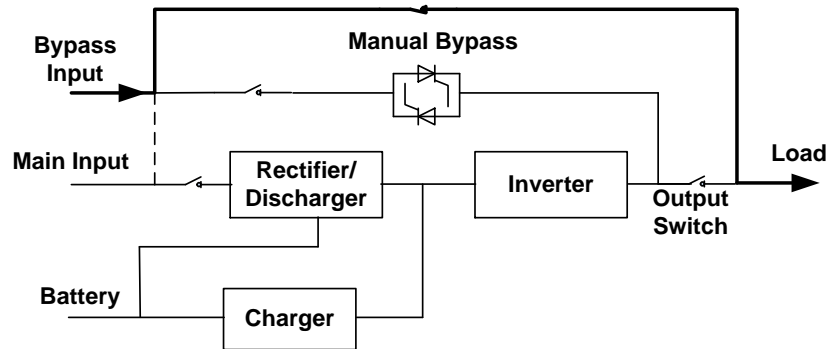 Bypass
Input
Manual Bypass
Main Input
Rectifier/
Discharger
Inverter
Load
Output
Switch
Battery
Charger